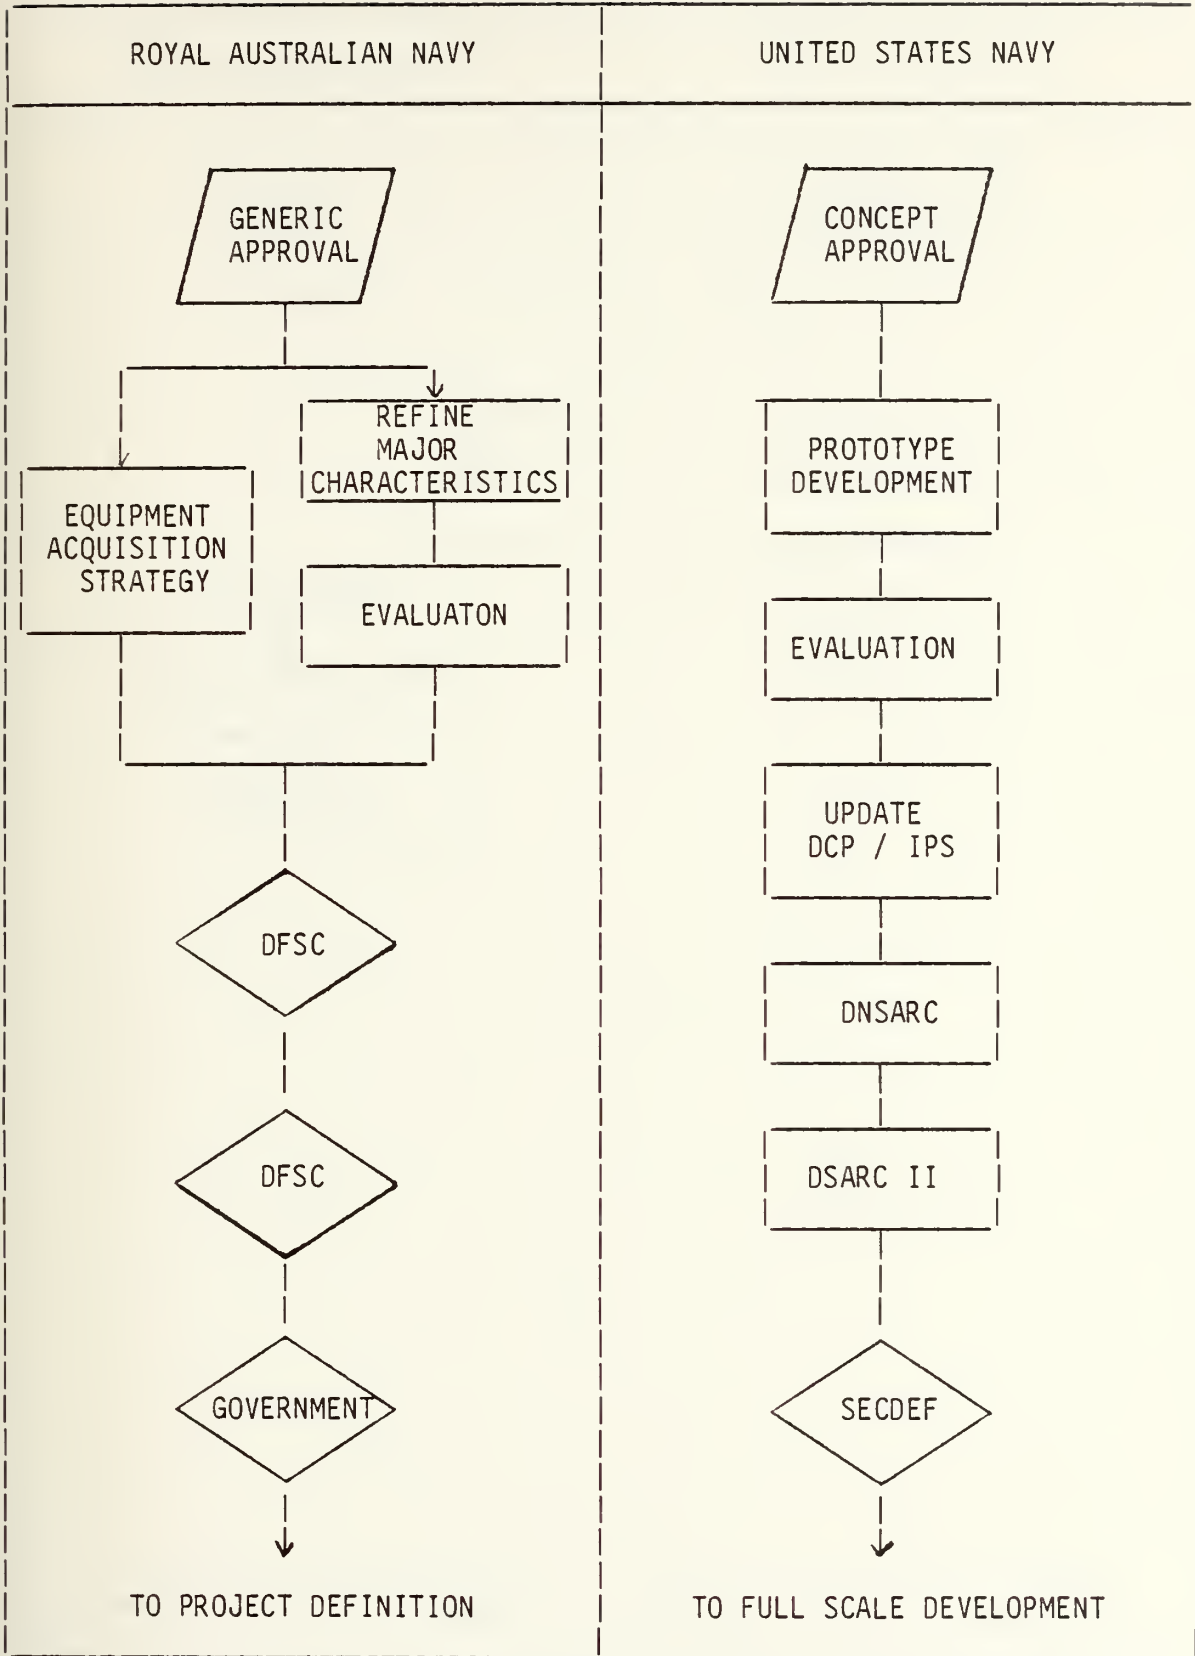 ROYAL AUSTRALIAN NAVY
UNITED STATES NAVY
GENERIC
APPROVAL
REFINE
MAJOR
CHARACTERISTICS
EQUIPMENT
ACQUISITION
STRATEGY
EVALUATON
DFSC
DFSC
GOVERNMENT
TO PROJECT DEFINITION
CONCEPT
APPROVAL
PROTOTYPE
DEVELOPMENT
EVALUATION
UPDATE
DCP / IPS
DNSARC
DSARC II
SECDEF
TO FULL SCALE DEVELOPMENT